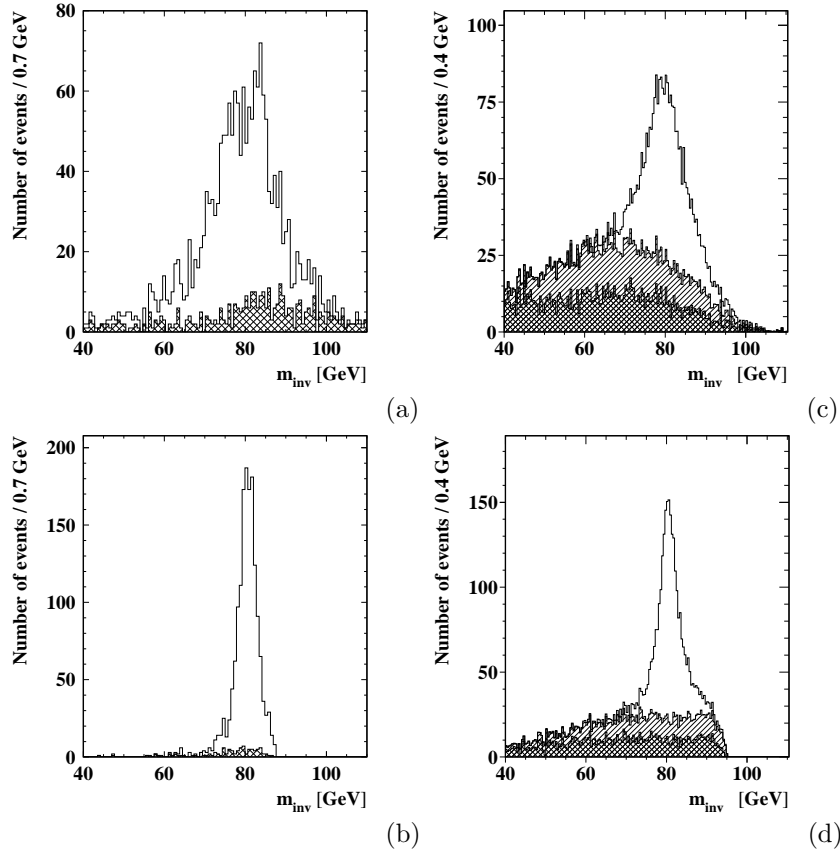 Number of events / 0.7 GeV
80
60
40
20
0
40 60 80 100
m_inv [GeV]
(a)
Number of events / 0.4 GeV
100
75
50
25
0
40 60 80 100
m_inv [GeV]
(c)
Number of events / 0.7 GeV
200
150
100
50
0
40 60 80 100
m_inv [GeV]
(b)
Number of events / 0.4 GeV
150
100
50
0
40 60 80 100
m_inv [GeV]
(d)